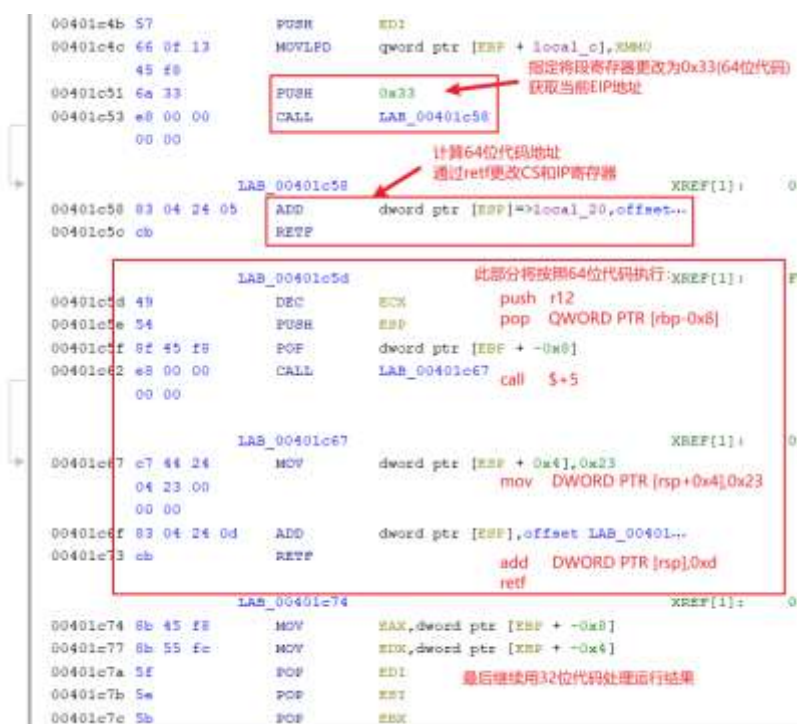 00401c4b 57 PUSH EDI
00401c4c 66 0f 13 MOVLPD qword ptr [EBP + local_c],XMM0
45 f8
指定将段寄存器更改为0x33(64位代码)
获取当前EIP地址
00401c51 6a 33 PUSH 0x33
00401c53 e8 00 00 CALL LAB_00401c58
00 00
计算64位代码地址
通过retf更改CS和IP寄存器
LAB_00401c58 XREF[1]: 0
00401c58 83 04 24 05 ADD dword ptr [ESP]=>local_20,offset…
00401c5c cb RETF
LAB_00401c5d 此部分将按照64位代码执行: XREF[1]: F
00401c5d 49 DEC ECX push r12
00401c5e 54 PUSH ESP pop QWORD PTR [rbp-0x8]
00401c5f 8f 45 f8 POP dword ptr [EBP + -0x8]
00401c62 e8 00 00 CALL LAB_00401c67 call $+5
00 00
LAB_00401c67 XREF[1]: 0
00401c67 c7 44 24 MOV dword ptr [ESP + 0x4],0x23
04 23 00 mov DWORD PTR [rsp+0x4],0x23
00 00
00401c6f 83 04 24 0d ADD dword ptr [ESP],offset LAB_00401…
00401c73 cb RETF add DWORD PTR [rsp],0xd
retf
LAB_00401c74 XREF[1]: 0
00401c74 8b 45 f8 MOV EAX,dword ptr [EBP + -0x8]
00401c77 8b 55 fc MOV EDX,dword ptr [EBP + -0x4]
00401c7a 5f POP EDI 最后继续用32位代码处理运行结果
00401c7b 5e POP ESI
00401c7c 5b POP EBX